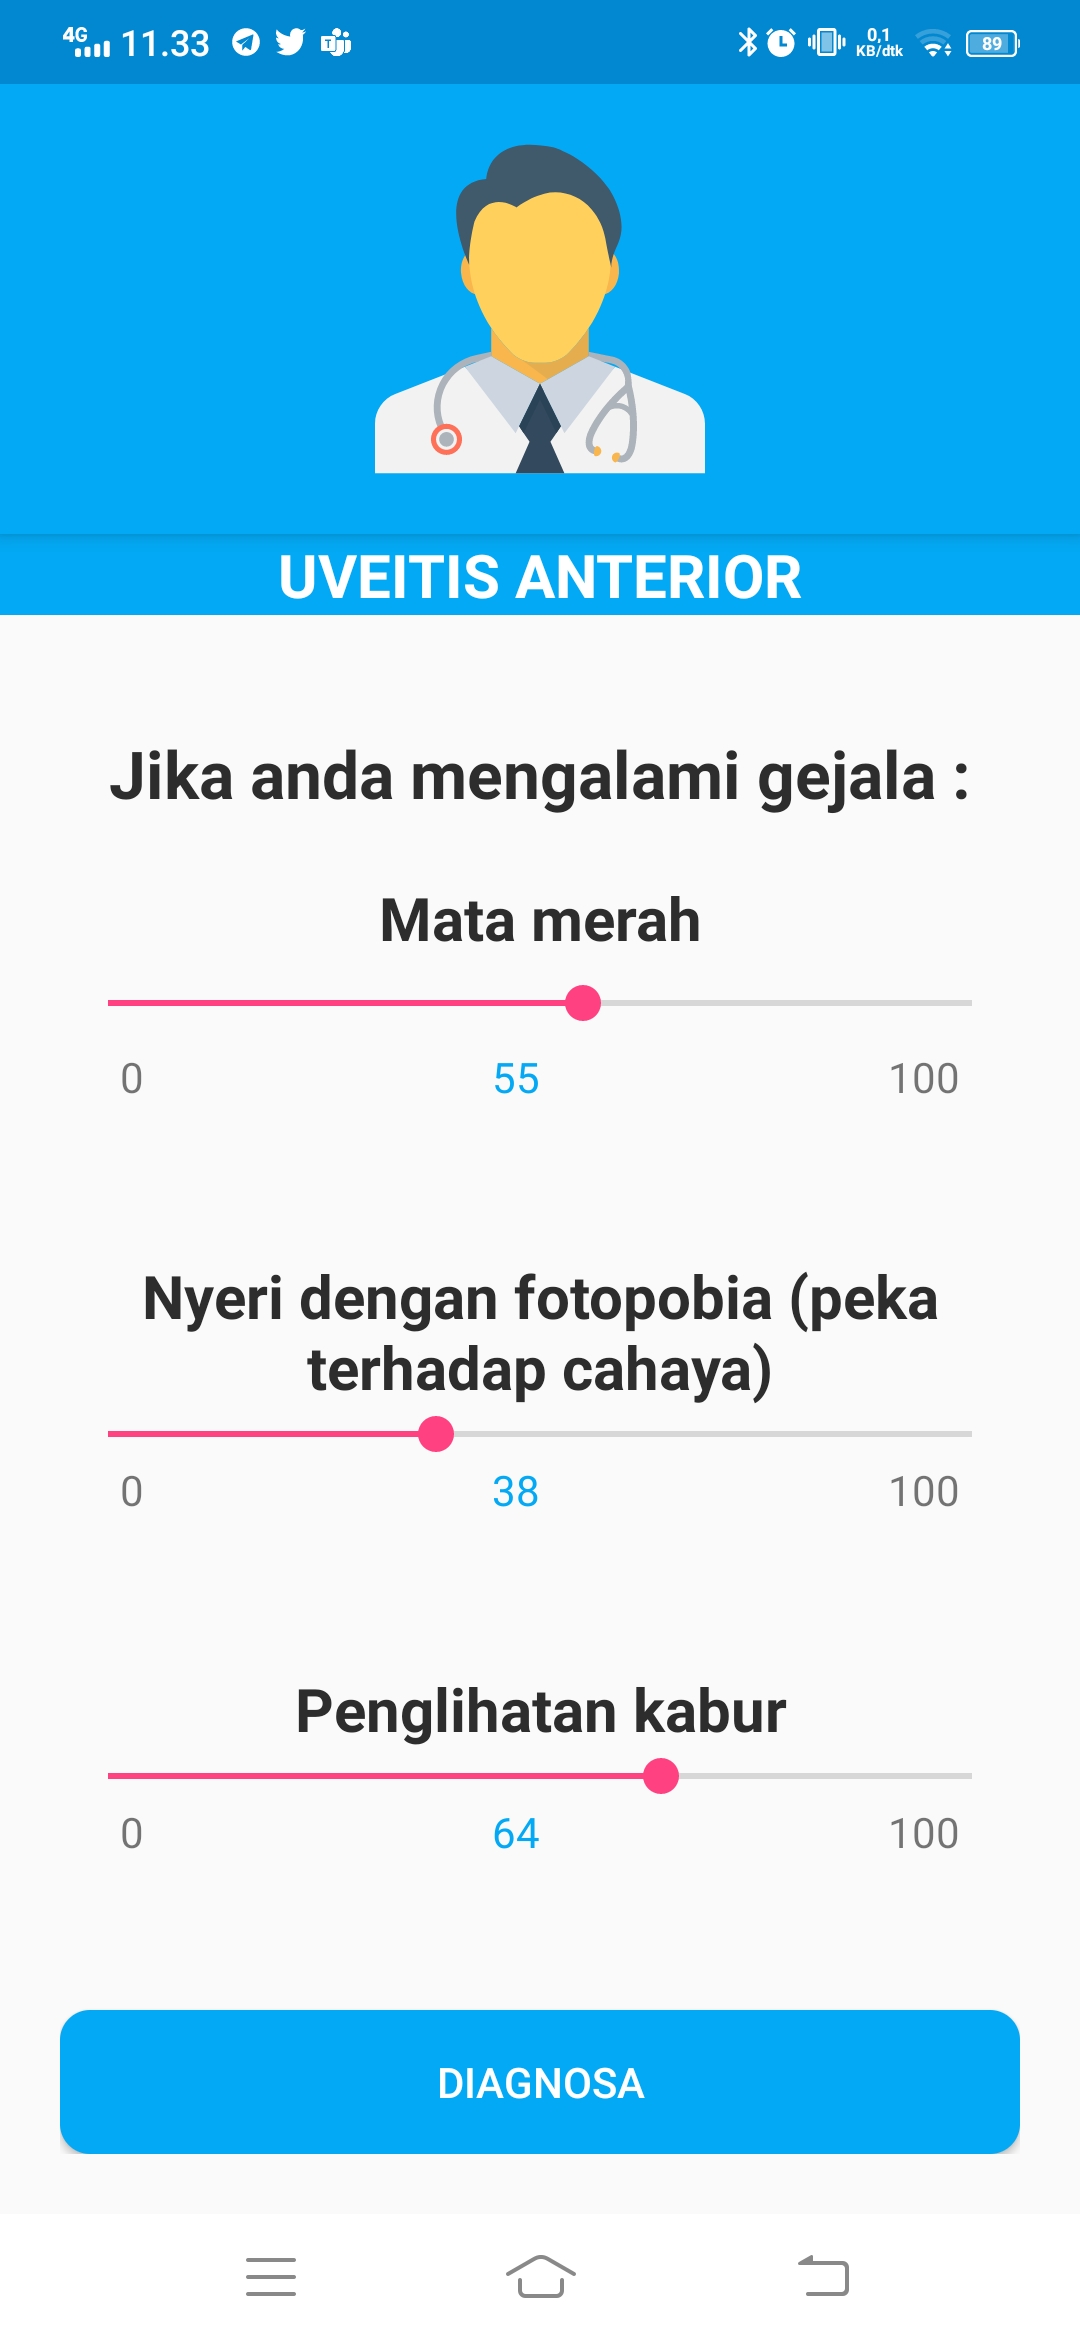 4G 11.33 0,1 KB/dtk 89
UVEITIS ANTERIOR
Jika anda mengalami gejala :
Mata merah
0 55 100
Nyeri dengan fotopobia (peka
terhadap cahaya)
0 38 100
Penglihatan kabur
0 64 100
DIAGNOSA